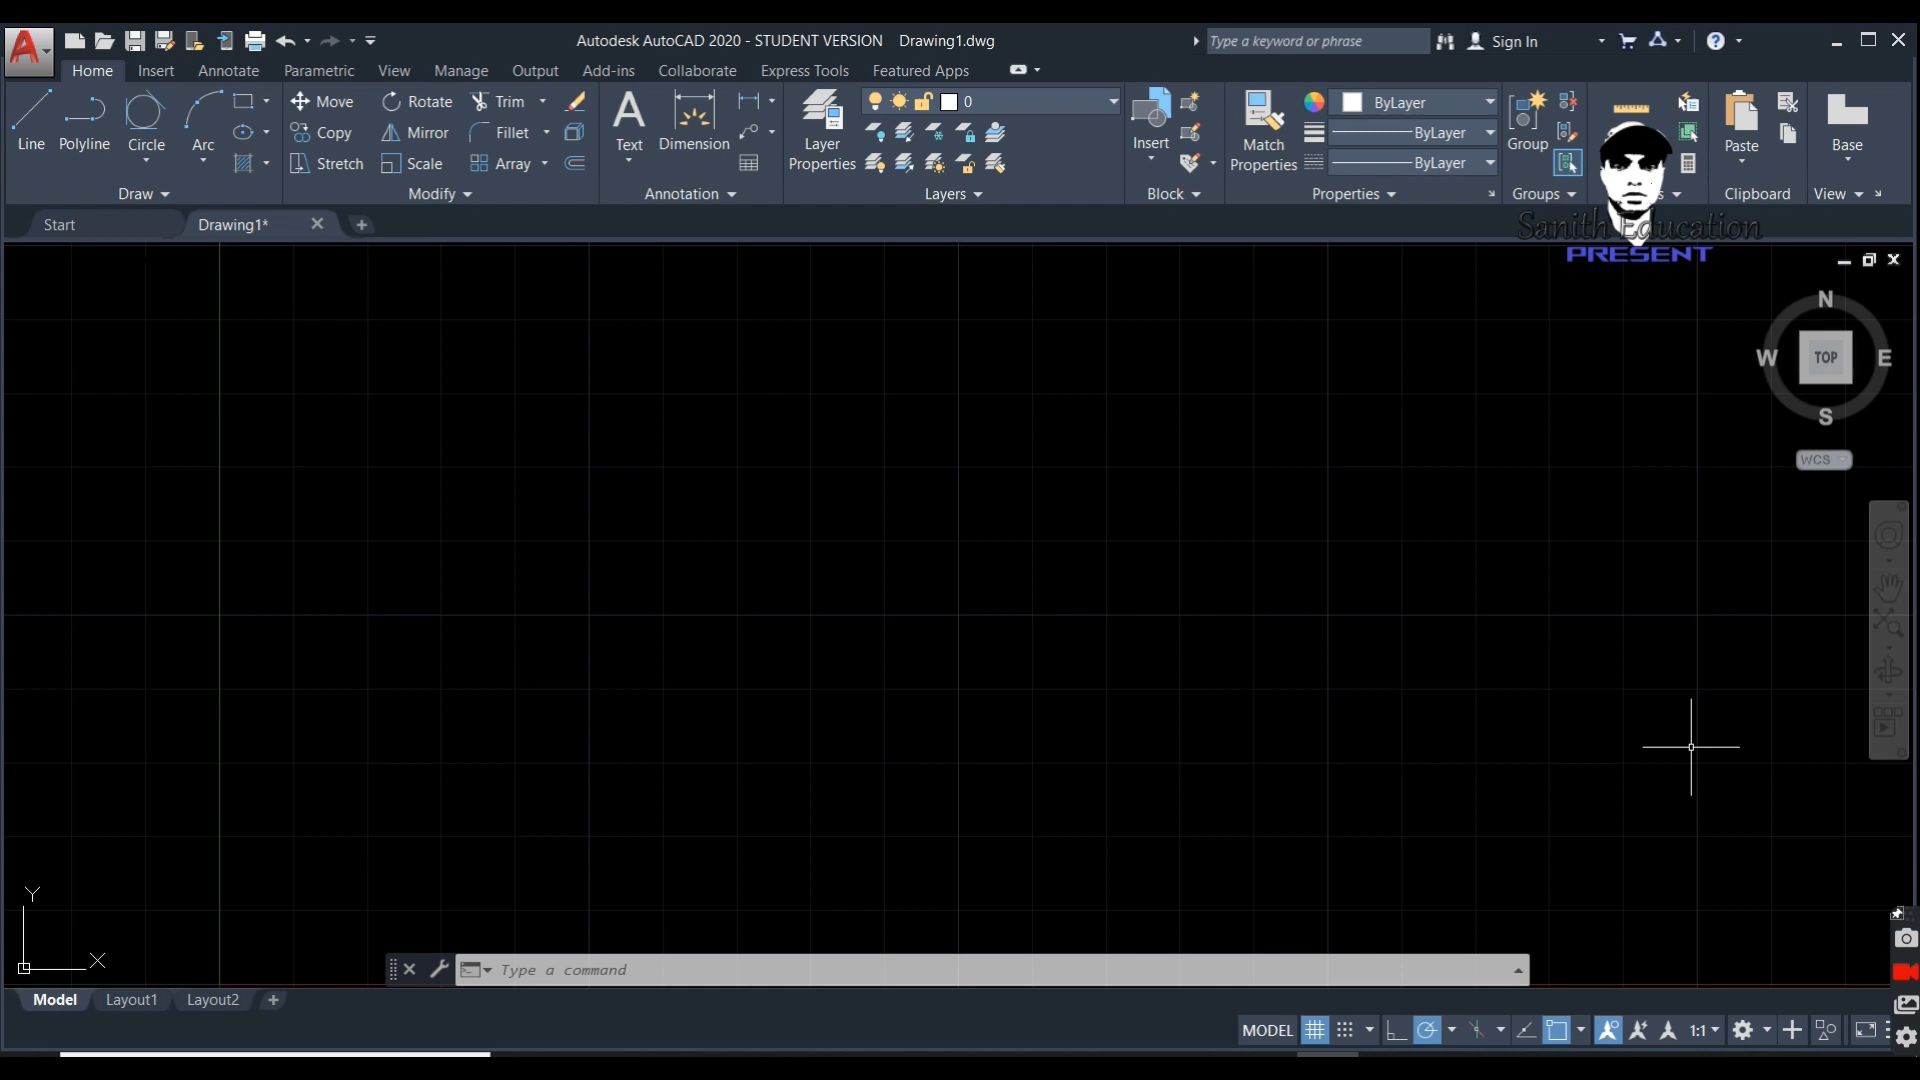 Autodesk AutoCAD 2020 - STUDENT VERSION Drawing1.dwg
Type a keyword or phrase
Sign In
Home Insert Annotate Parametric View Manage Output Add-ins Collaborate Express Tools Featured Apps
Line Polyline Circle Arc
Move Rotate Trim
Copy Mirror Fillet
Stretch Scale Array
Text Dimension
Layer Properties
0
Insert
Match Properties
ByLayer
ByLayer
ByLayer
Group
Paste
Base
Draw Modify Annotation Layers Block Properties Groups Clipboard View
Start Drawing1*
Sanith Education
PRESENT
N
W TOP E
S
WCS
Y
X
Type a command
Model Layout1 Layout2
MODEL 1:1